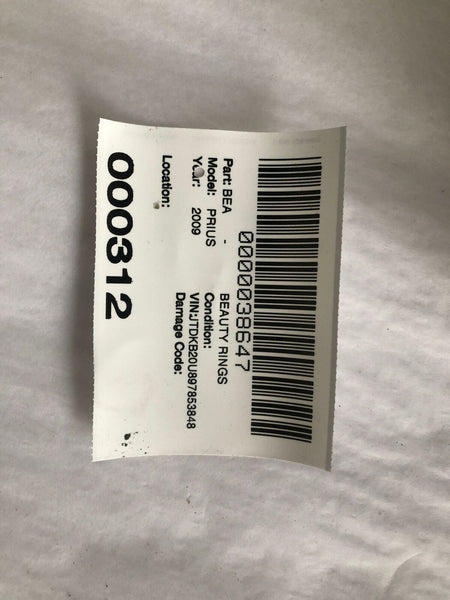 0000038647
Part: BEA - BEAUTY RINGS
Model: PRIUS Condition:
Year: 2009 VIN:JTDKB20U897853848
Damage Code:
Location:
000312